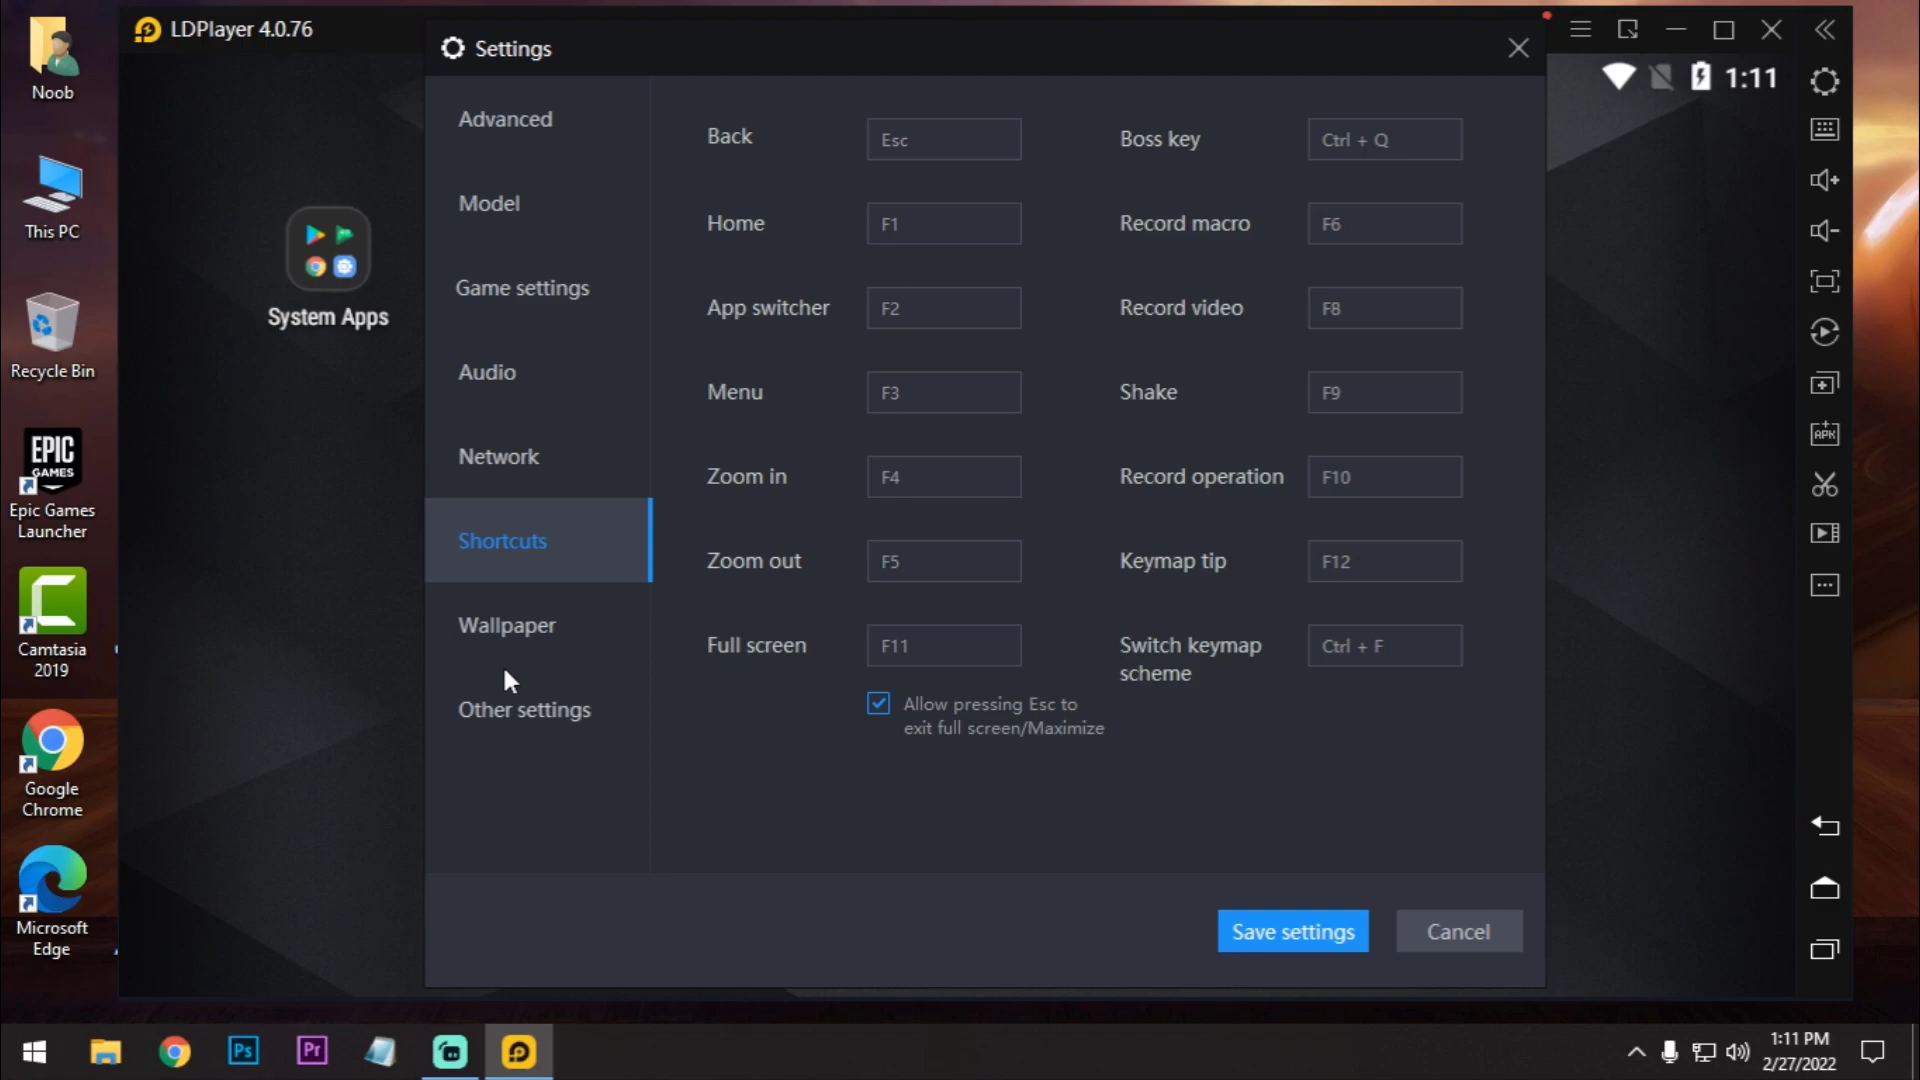 LDPlayer 4.0.76
Settings
1:11
Noob
This PC
Recycle Bin
EPIC
GAMES
Epic Games
Launcher
Camtasia
2019
Google
Chrome
Microsoft
Edge
System Apps
Advanced
Model
Game settings
Audio
Network
Shortcuts
Wallpaper
Other settings
Back Esc
Boss key Ctrl + Q
Home F1
Record macro F6
App switcher F2
Record video F8
Menu F3
Shake F9
Zoom in F4
Record operation F10
Zoom out F5
Keymap tip F12
Full screen F11
Switch keymap
scheme
Ctrl + F
Allow pressing Esc to
exit full screen/Maximize
Save settings
Cancel
APK
Ps
Pr
1:11 PM
2/27/2022